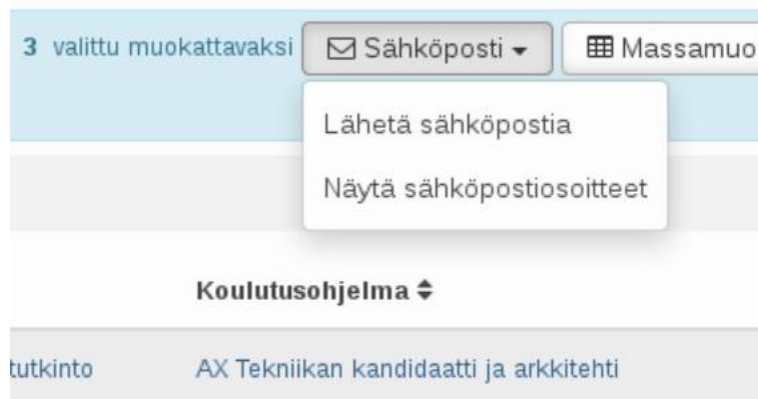 3 valittu muokattavaksi Sähköposti Massamuo
Lähetä sähköpostia
Näytä sähköpostiosoitteet
Koulutusohjelma
tutkinto AX Tekniikan kandidaatti ja arkkitehti